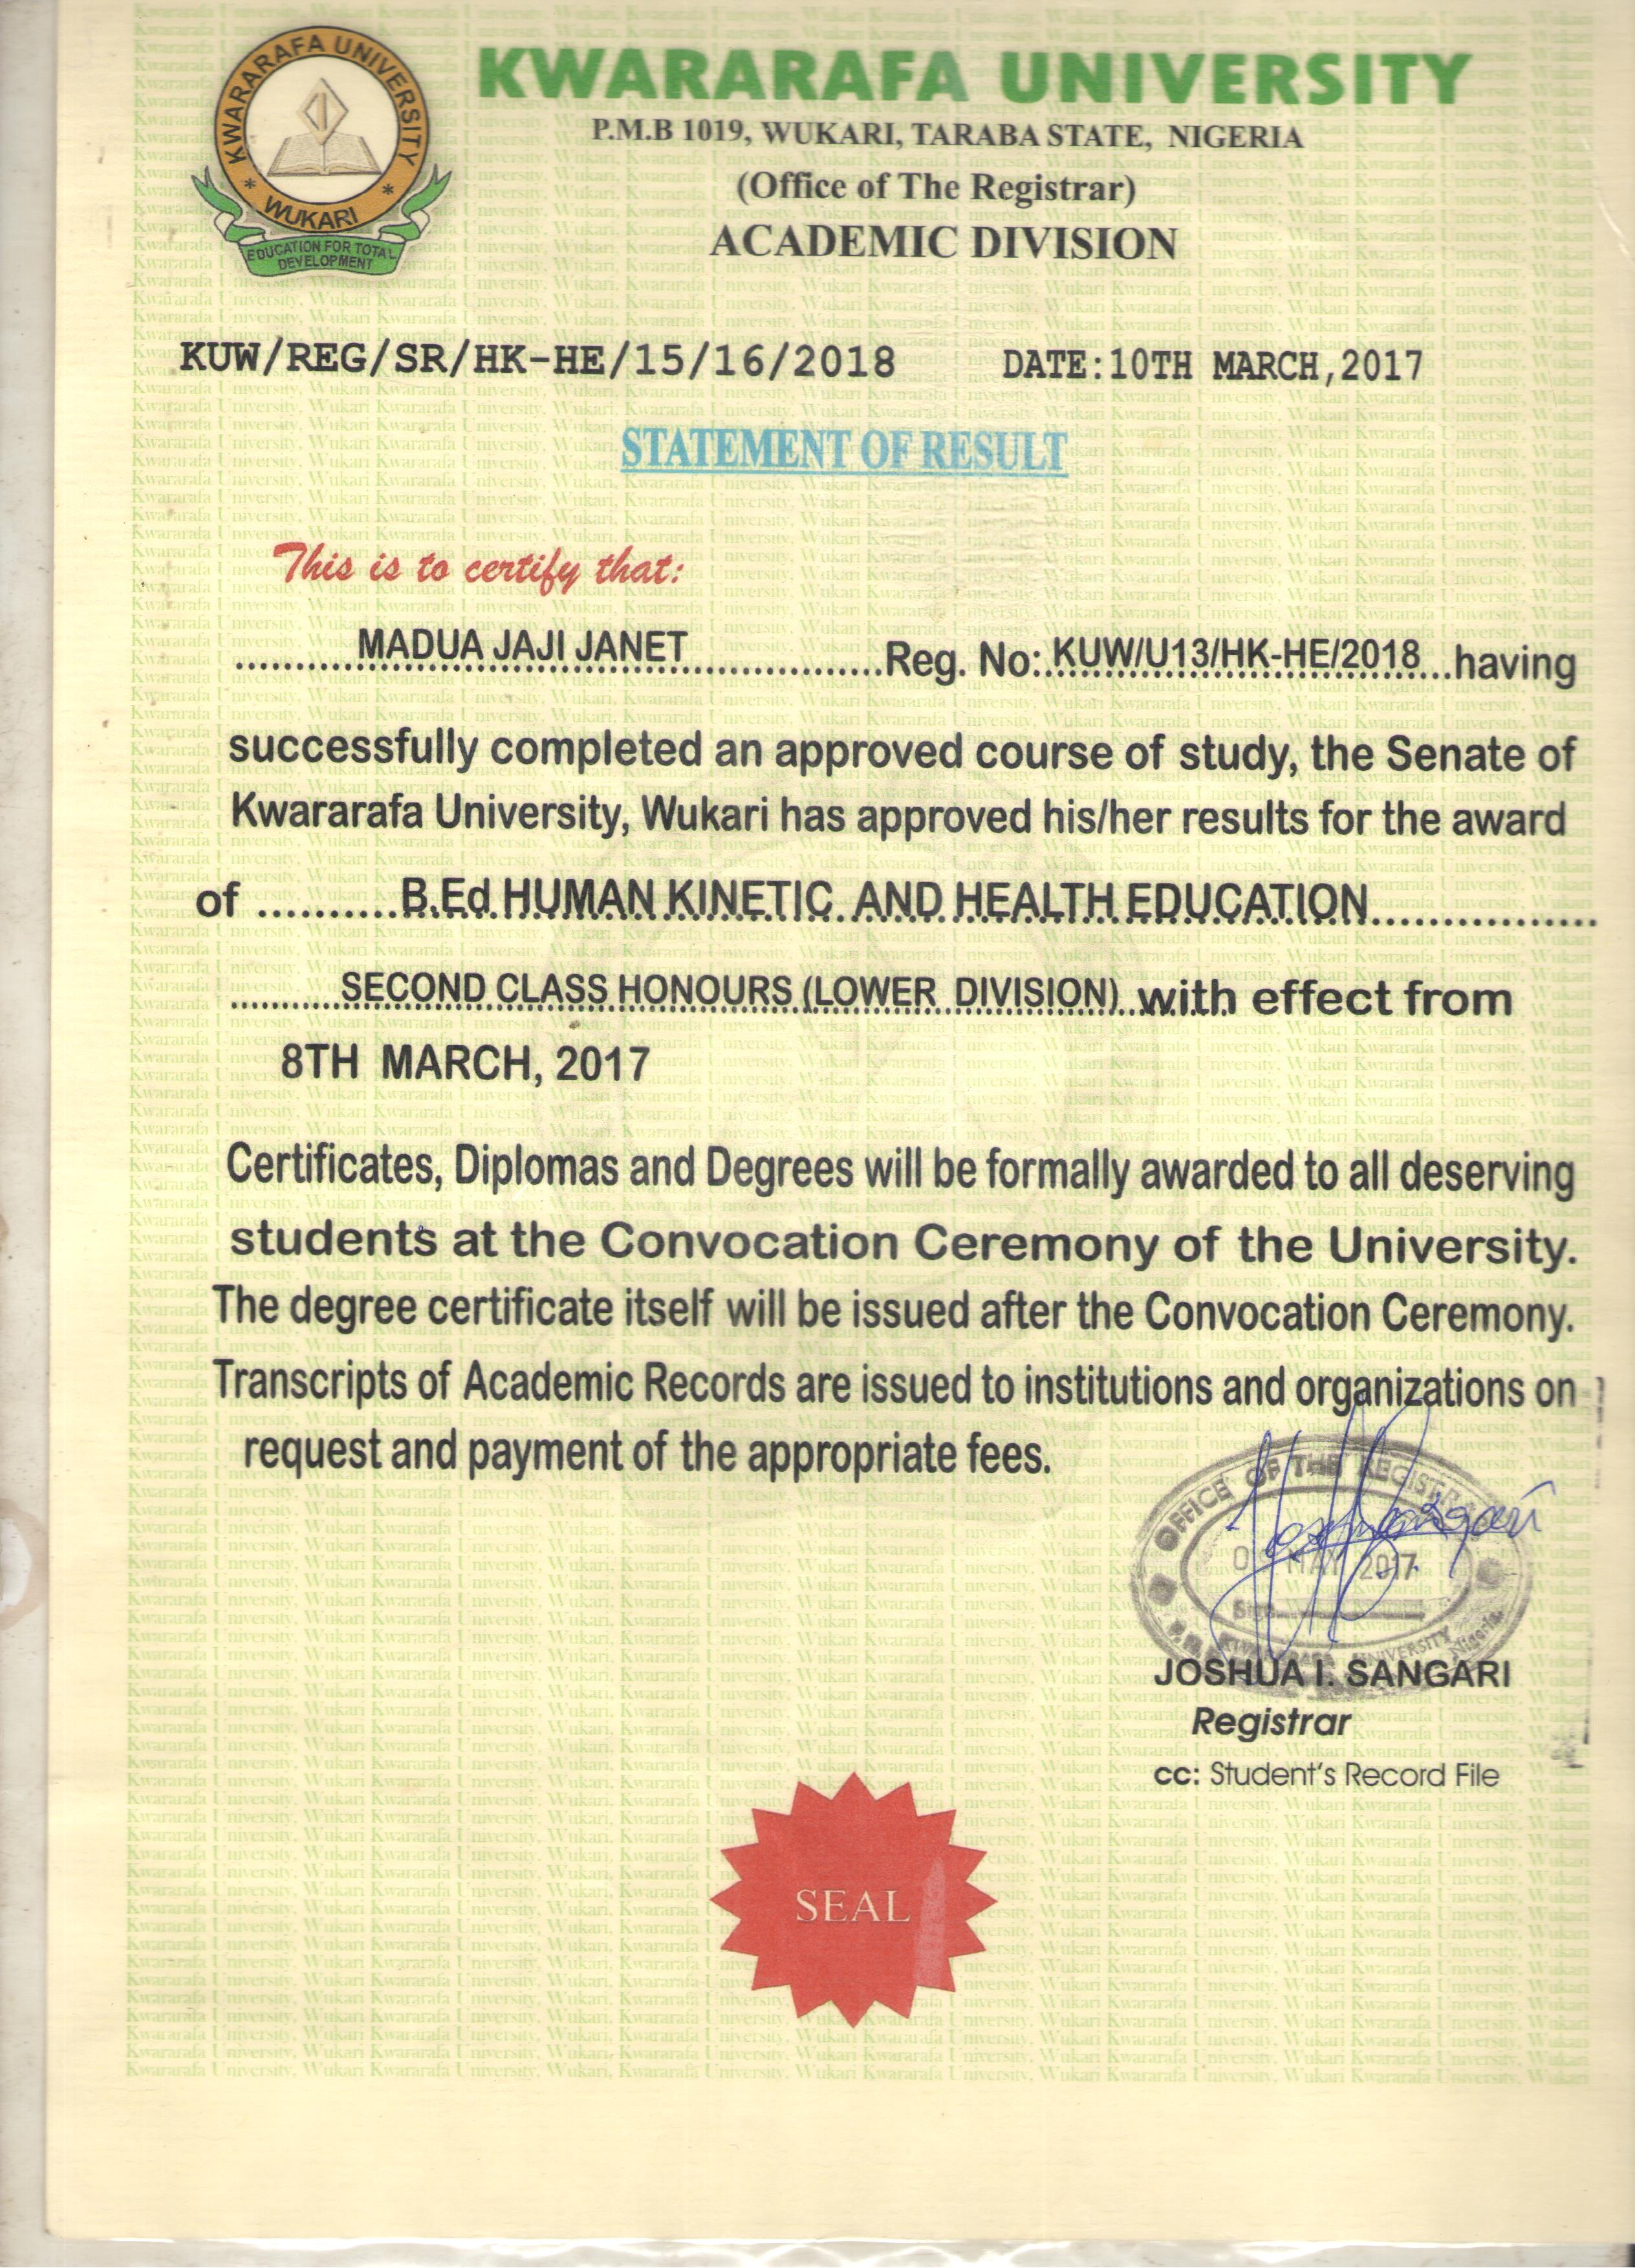 KWARARAFA UNIVERSITY
WUKARI
EDUCATION FOR TOTAL
DEVELOPMENT
KWARARAFA UNIVERSITY
P.M.B 1019, WUKARI, TARABA STATE, NIGERIA
(Office of The Registrar)
ACADEMIC DIVISION
KUW/REG/SR/HK-HE/15/16/2018 DATE:10TH MARCH,2017
STATEMENT OF RESULT
This is to certify that:
MADUA JAJI JANET Reg. No: KUW/U13/HK-HE/2018 having
successfully completed an approved course of study, the Senate of
Kwararafa University, Wukari has approved his/her results for the award
of B.Ed HUMAN KINETIC AND HEALTH EDUCATION
SECOND CLASS HONOURS (LOWER DIVISION) with effect from
8TH MARCH, 2017
Certificates, Diplomas and Degrees will be formally awarded to all deserving
students at the Convocation Ceremony of the University.
The degree certificate itself will be issued after the Convocation Ceremony.
Transcripts of Academic Records are issued to institutions and organizations on
request and payment of the appropriate fees.
OFFICE OF THE REGISTRAR
MAY 2017
Sign
UNIVERSITY
Nigeria
JOSHUA I. SANGARI
Registrar
cc: Student's Record File
SEAL